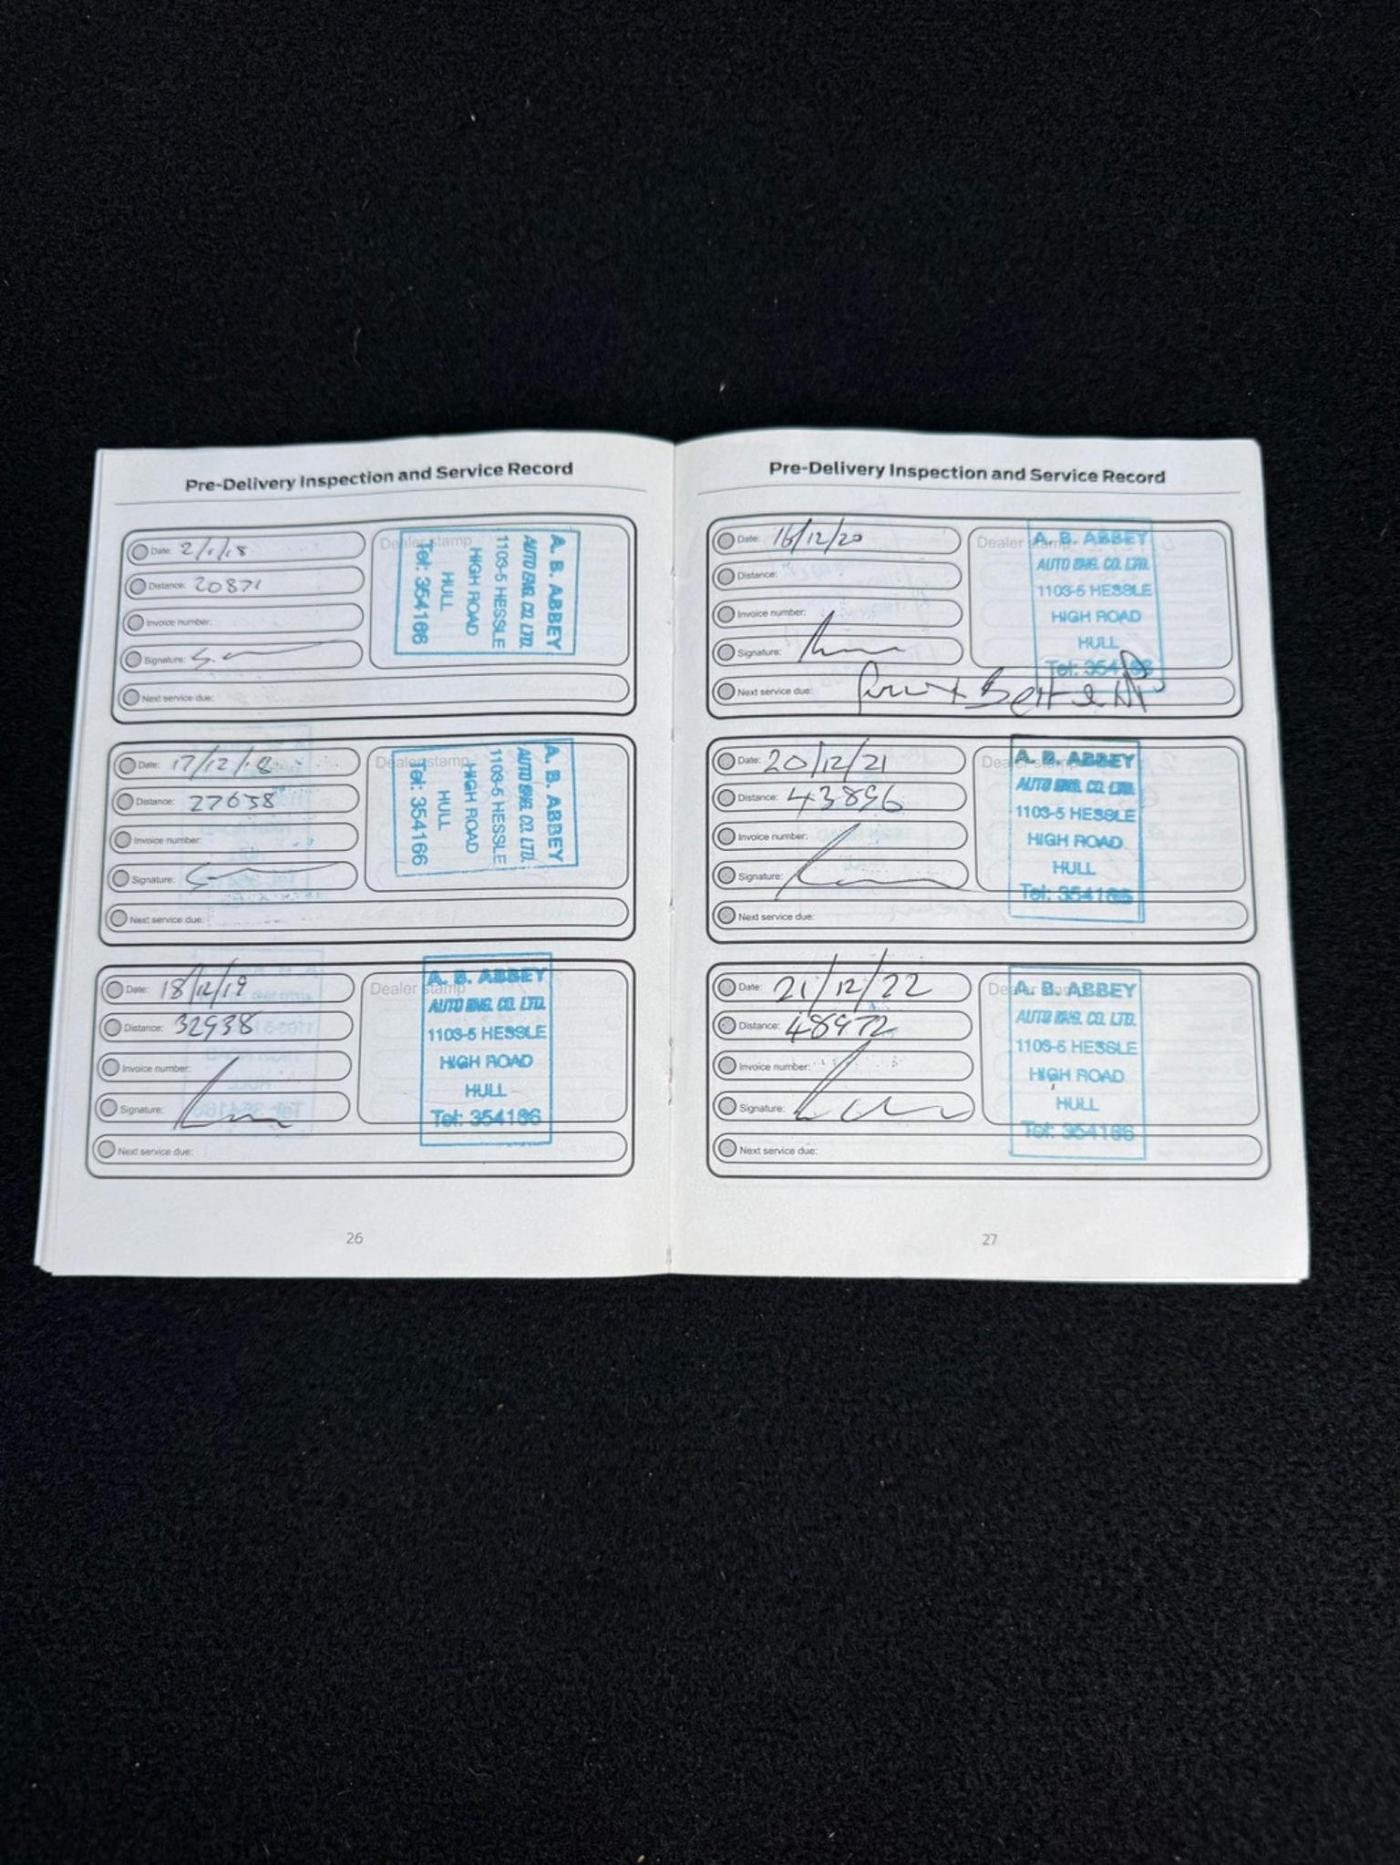 Pre-Delivery Inspection and Service Record
Date: 2/1/18
Distance: 20871
Invoice number:
Signature:
Next service due:
Dealer stamp
A. B. ABBEY
AUTO ENG. CO. LTD.
1103-5 HESSLE
HIGH ROAD
HULL
Tel: 354166
Date: 17/12/18
Distance: 27658
Invoice number:
Signature:
Next service due:
Dealer stamp
A. B. ABBEY
AUTO ENG. CO. LTD.
1103-5 HESSLE
HIGH ROAD
HULL
Tel: 354166
Date: 18/12/19
Distance: 32938
Invoice number:
Signature:
Next service due:
Dealer stamp
A. B. ABBEY
AUTO ENG. CO. LTD.
1103-5 HESSLE
HIGH ROAD
HULL
Tel: 354166
26
Pre-Delivery Inspection and Service Record
Date: 16/12/20
Distance:
Invoice number:
Signature:
Next service due:
Dealer stamp
A. B. ABBEY
AUTO ENG. CO. LTD.
1103-5 HESSLE
HIGH ROAD
HULL
Tel: 354166
Date: 20/12/21
Distance: 43896
Invoice number:
Signature:
Next service due:
Dealer stamp
A. B. ABBEY
AUTO ENG. CO. LTD.
1103-5 HESSLE
HIGH ROAD
HULL
Tel: 354166
Date: 21/12/22
Distance: 48972
Invoice number:
Signature:
Next service due:
Dealer stamp
A. B. ABBEY
AUTO ENG. CO. LTD.
1103-5 HESSLE
HIGH ROAD
HULL
Tel: 354166
27